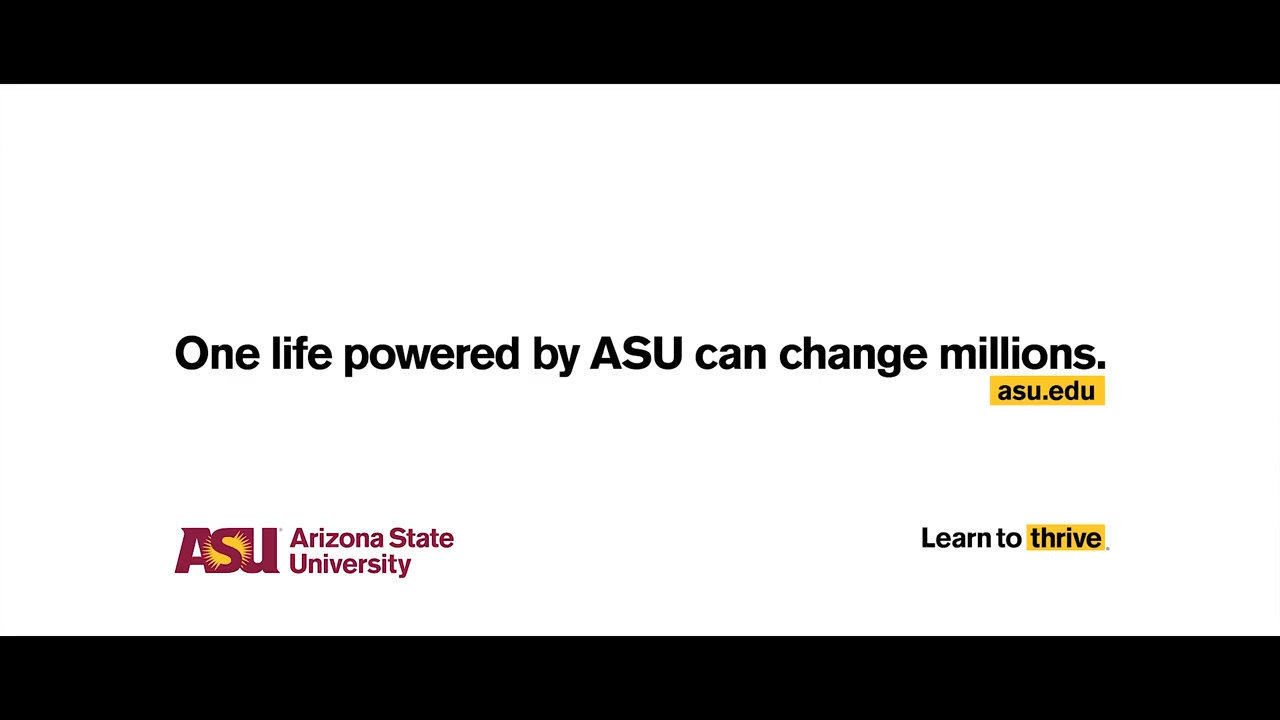 One life powered by ASU can change millions.
asu.edu
ASU Arizona State
University
Learn to thrive